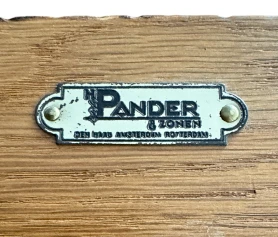 H PANDER
& ZONEN
DEN HAAG AMSTERDAM ROTTERDAM